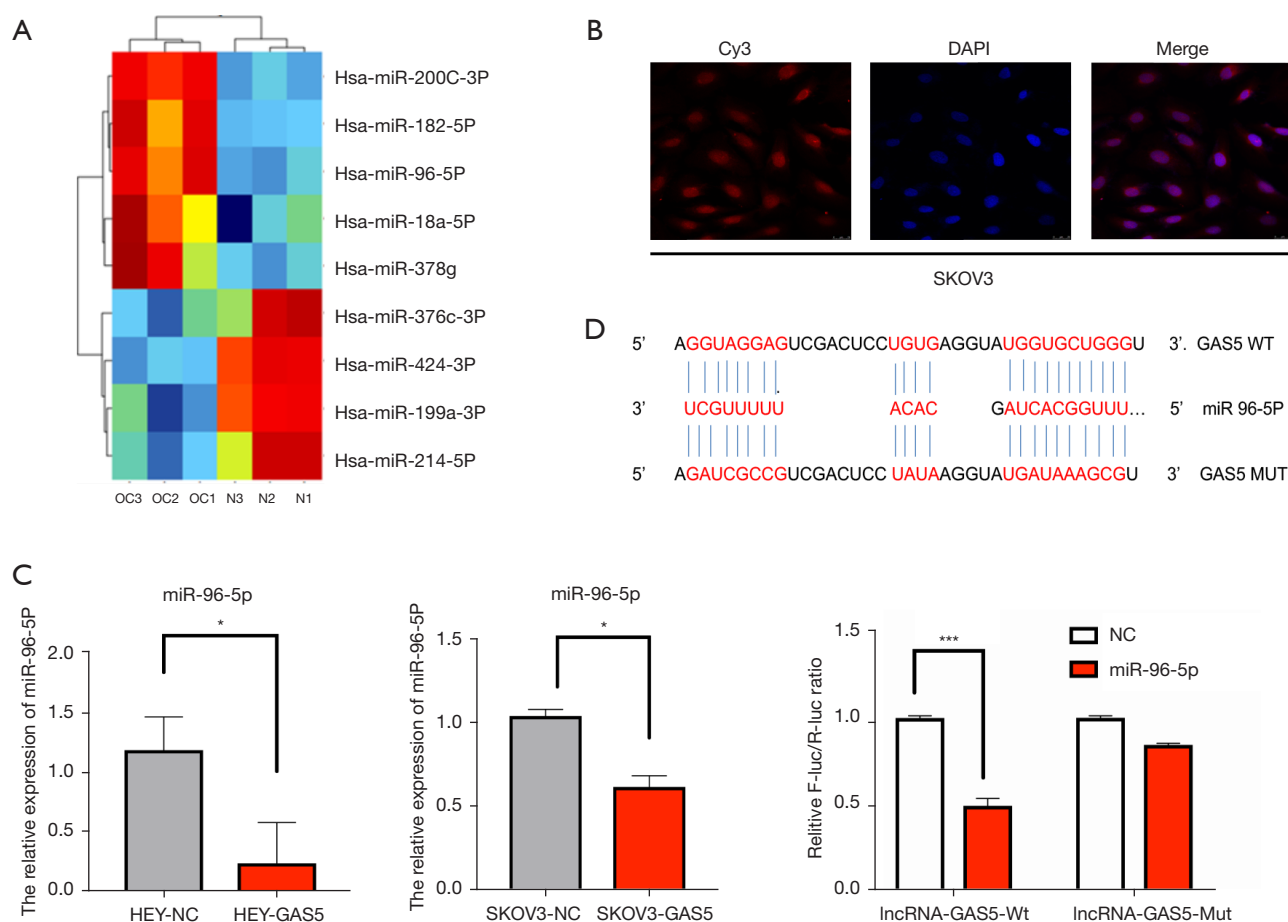 A
Hsa-miR-200C-3P
Hsa-miR-182-5P
Hsa-miR-96-5P
Hsa-miR-18a-5P
Hsa-miR-378g
Hsa-miR-376c-3P
Hsa-miR-424-3P
Hsa-miR-199a-3P
Hsa-miR-214-5P
OC3 OC2 OC1 N3 N2 N1
B
Cy3 DAPI Merge
SKOV3
D
5’ AGGUAGGAGUCGACUCCUGUGAGGUAUGGUGCUGGGU 3’. GAS5 WT
3’ UCGUUUUU ACAC GAUCACGGUUU... 5’ miR 96-5P
5’ AGAUCGCCGUCGACUCC UAUAAGGUAUGAUAAAGCGU 3’ GAS5 MUT
C
miR-96-5p
The relative expression of miR-96-5P
*
2.0
1.5
1.0
0.5
0.0
HEY-NC HEY-GAS5
miR-96-5p
The relative expression of miR-96-5P
*
1.5
1.0
0.5
0.0
SKOV3-NC SKOV3-GAS5
Relitive F-luc/R-luc ratio
***
NC
miR-96-5p
1.5
1.0
0.5
0.0
lncRNA-GAS5-Wt lncRNA-GAS5-Mut